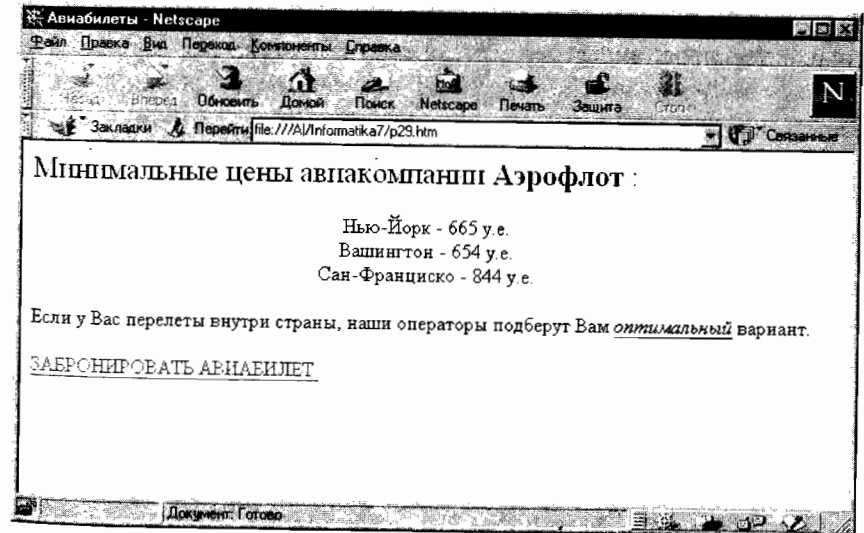 Авиабилеты - Netscape
Файл Правка Вид Переход Компоненты Справка
Назад Вперед Обновить Домой Поиск Netscape Печать Защита Стоп
N
Закладки Перейти file:///A|/Informatika7/p29.htm Связанные
Минимальные цены авиакомпании Аэрофлот :
Нью-Йорк - 665 у.е.
Вашингтон - 654 у.е.
Сан-Франциско - 844 у.е.
Если у Вас перелеты внутри страны, наши операторы подберут Вам оптимальный вариант.
ЗАБРОНИРОВАТЬ АВИАБИЛЕТ
Документ: Готово